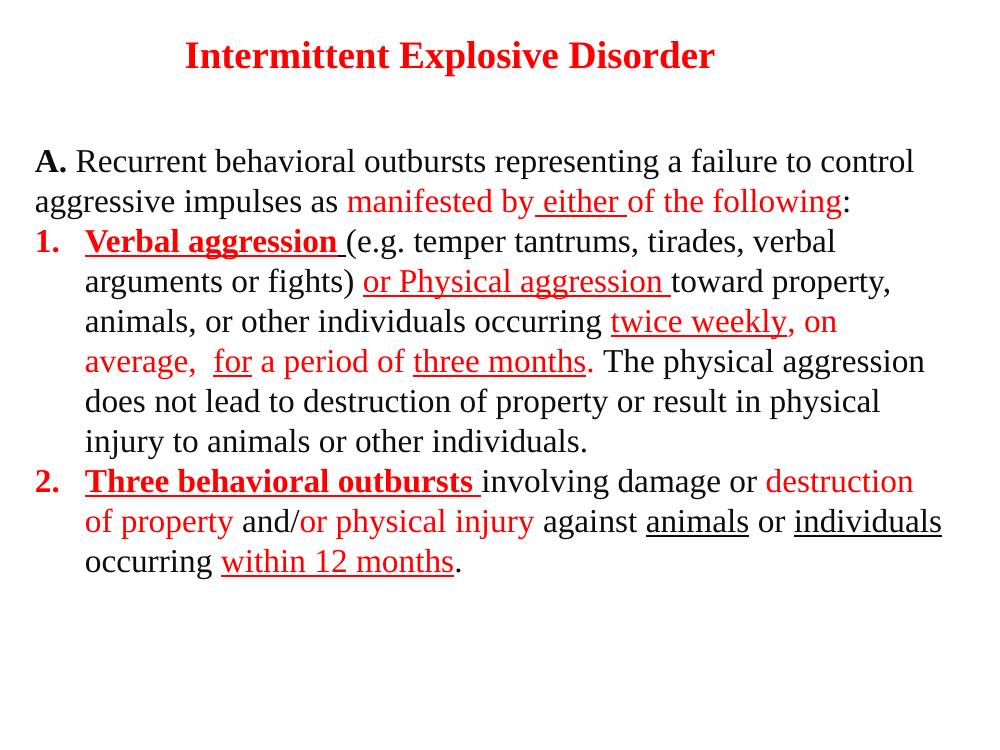 Intermittent Explosive Disorder
A. Recurrent behavioral outbursts representing a failure to control
aggressive impulses as manifested by either of the following:
1. Verbal aggression (e.g. temper tantrums, tirades, verbal
arguments or fights) or Physical aggression toward property,
animals, or other individuals occurring twice weekly, on
average,  for a period of three months. The physical aggression
does not lead to destruction of property or result in physical
injury to animals or other individuals.
2. Three behavioral outbursts involving damage or destruction
of property and/or physical injury against animals or individuals
occurring within 12 months.